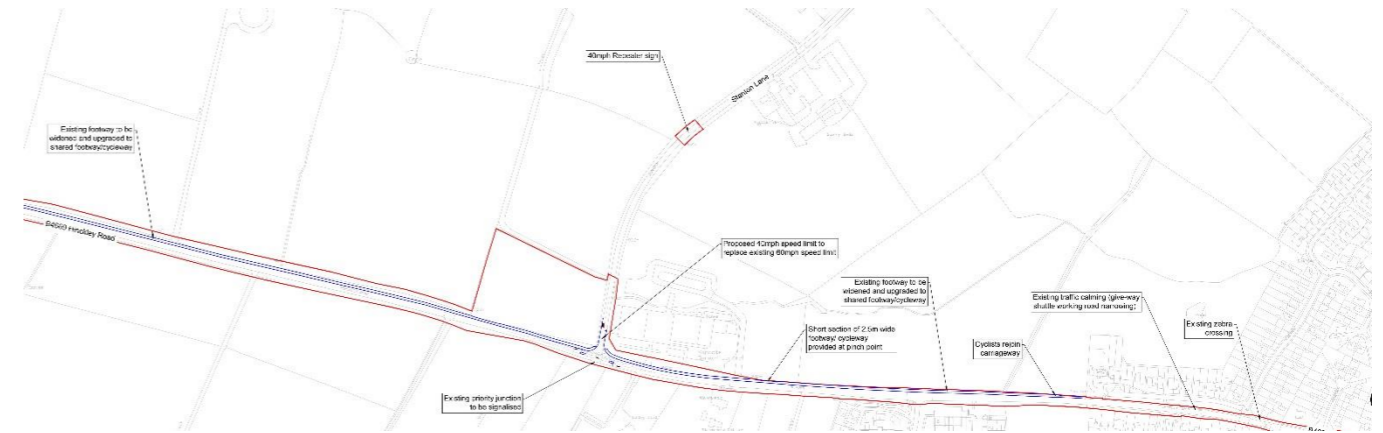 40mph Repeater sign
Stanton Lane
Existing footway to be
widened and upgraded to
shared footway/cycleway
B4669 Hinckley Road
Proposed 40mph speed limit to
replace existing 60mph speed limit
Existing footway to be
widened and upgraded to
shared footway/cycleway
Existing traffic calming (give-way
shuttle working road narrowing)
Existing zebra
crossing
Short section of 2.5m wide
footway/ cycleway
provided at pinch point
Cyclists rejoin
carriageway
Existing priority junction
to be signalised